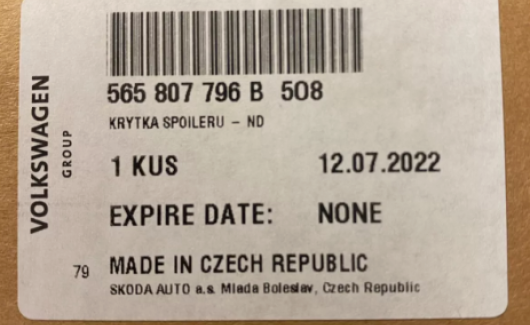 565 807 796 B 508
KRYTKA SPOILERU - ND
1 KUS 12.07.2022
EXPIRE DATE: NONE
79 MADE IN CZECH REPUBLIC
SKODA AUTO a.s. Mlada Boleslav, Czech Republic
VOLKSWAGEN
GROUP